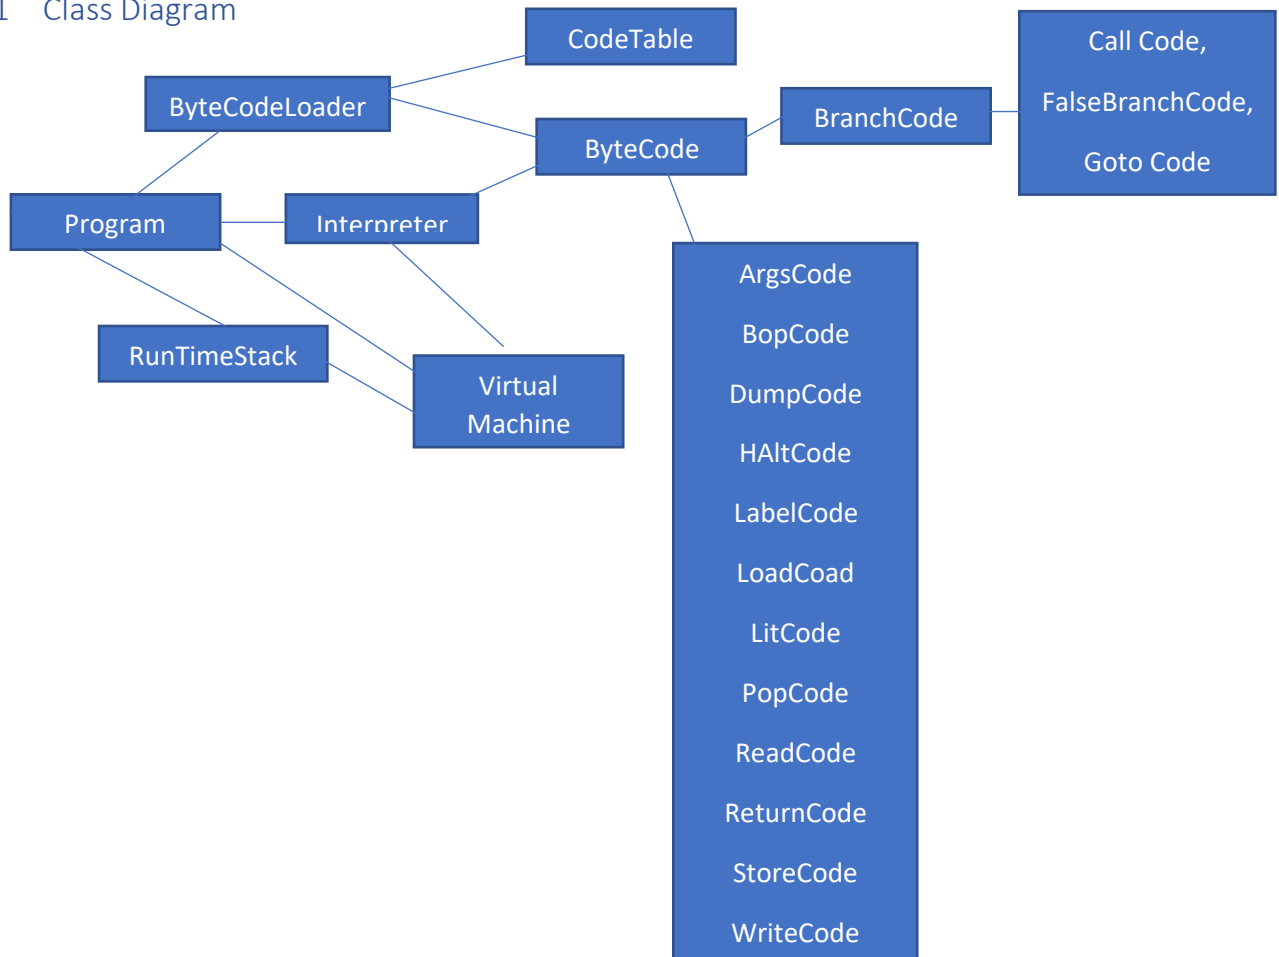 1 Class Diagram
CodeTable
ByteCodeLoader
ByteCode
BranchCode
Call Code,
FalseBranchCode,
Goto Code
Program
Interpreter
RunTimeStack
Virtual
Machine
ArgsCode
BopCode
DumpCode
HAltCode
LabelCode
LoadCoad
LitCode
PopCode
ReadCode
ReturnCode
StoreCode
WriteCode